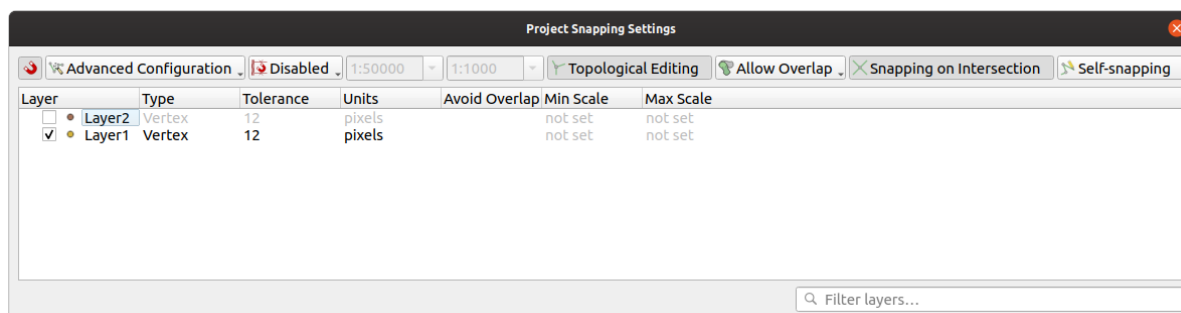 Project Snapping Settings
Advanced Configuration Disabled 1:50000 1:1000 Topological Editing Allow Overlap Snapping on Intersection Self-snapping
Layer Type Tolerance Units Avoid Overlap Min Scale Max Scale
Layer2 Vertex 12 pixels not set not set
Layer1 Vertex 12 pixels not set not set
Filter layers...